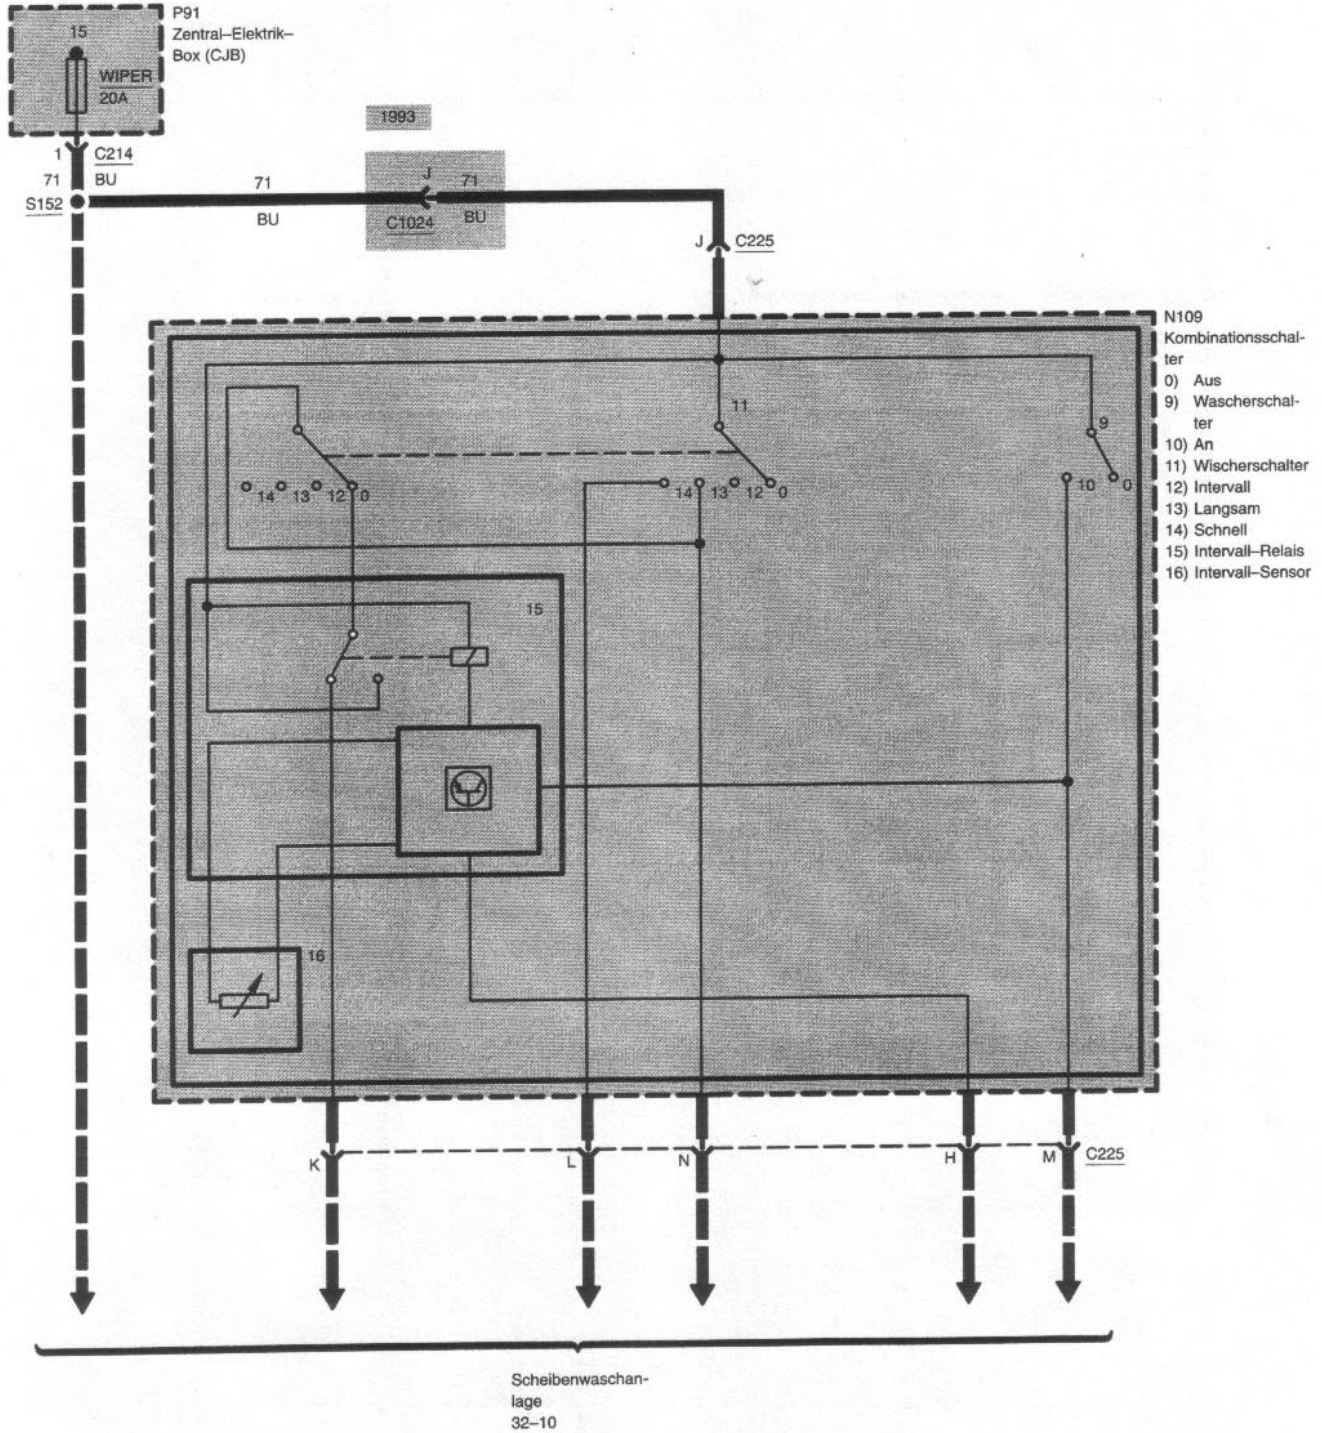 P91
Zentral–Elektrik–
Box (CJB)
15
WIPER
20A
1 C214
71 BU
S152
71
BU
1993
J
71
C1024
BU
J C225
N109
Kombinationsschal-
ter
0) Aus
9) Wascherschal-
ter
10) An
11) Wischerschalter
12) Intervall
13) Langsam
14) Schnell
15) Intervall–Relais
16) Intervall–Sensor
11
9
14 13 12 0
14 13 12 0
10 0
15
16
K L N H M C225
Scheibenwaschan-
lage
32–10